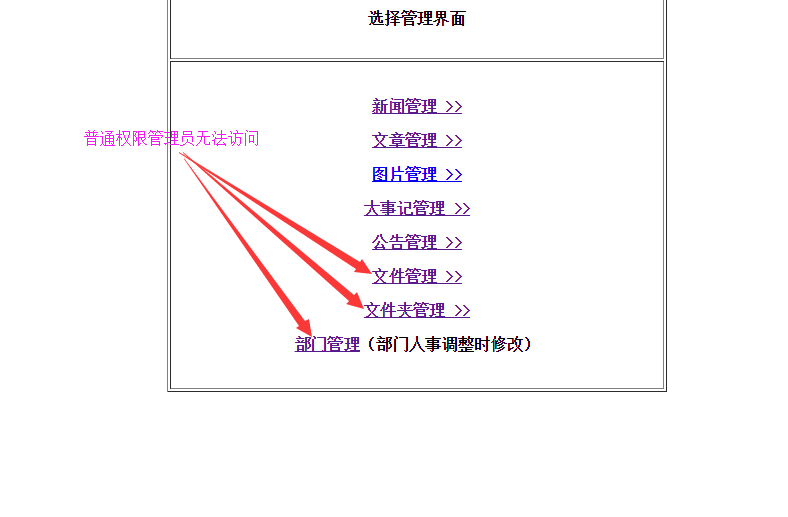 选择管理界面
新闻管理 >>
普通权限管理员无法访问
文章管理 >>
图片管理 >>
大事记管理 >>
公告管理 >>
文件管理 >>
文件夹管理 >>
部门管理（部门人事调整时修改）